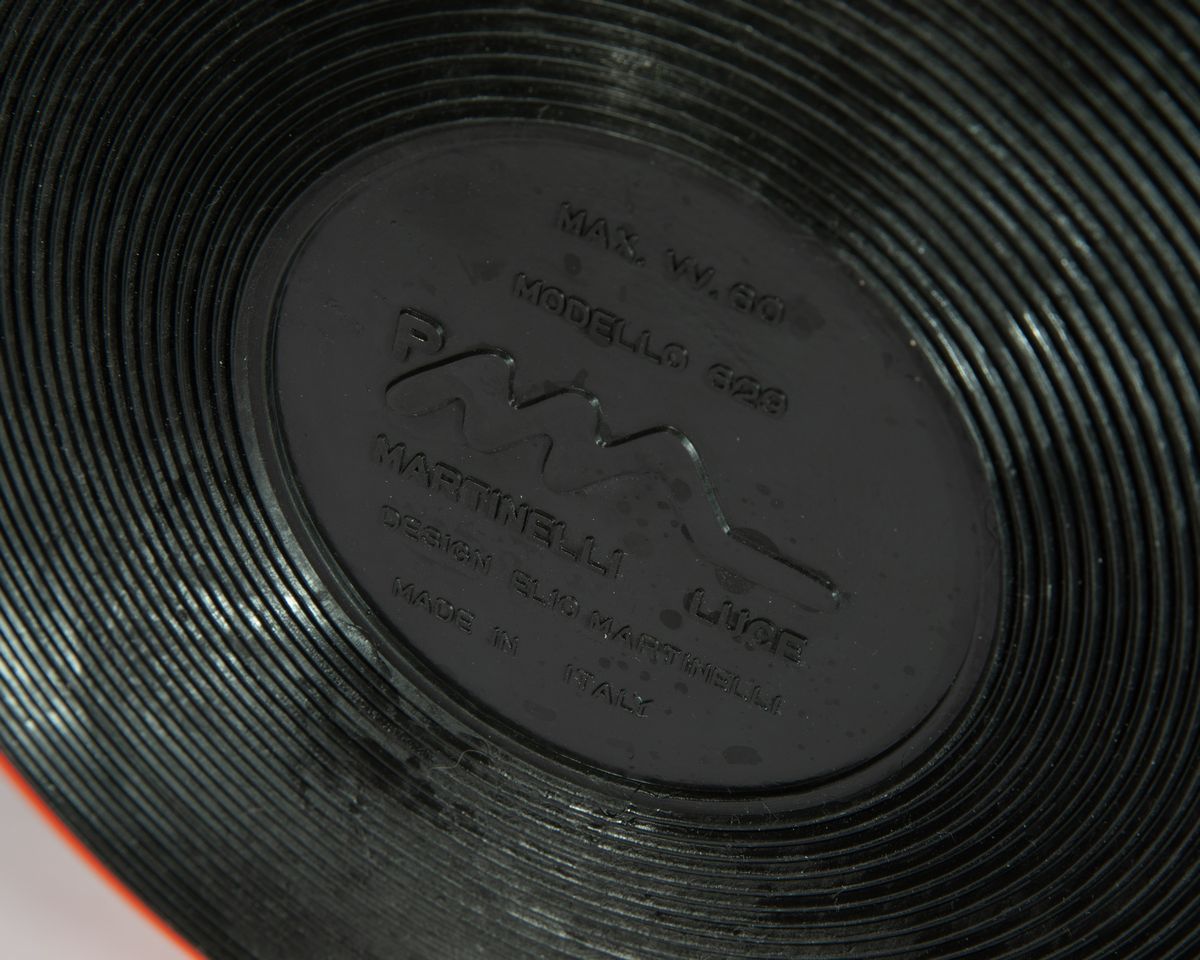 MAX. W. 60
MODELLO 629
R
MARTINELLI LUCE
DESIGN ELIO MARTINELLI
MADE IN ITALY